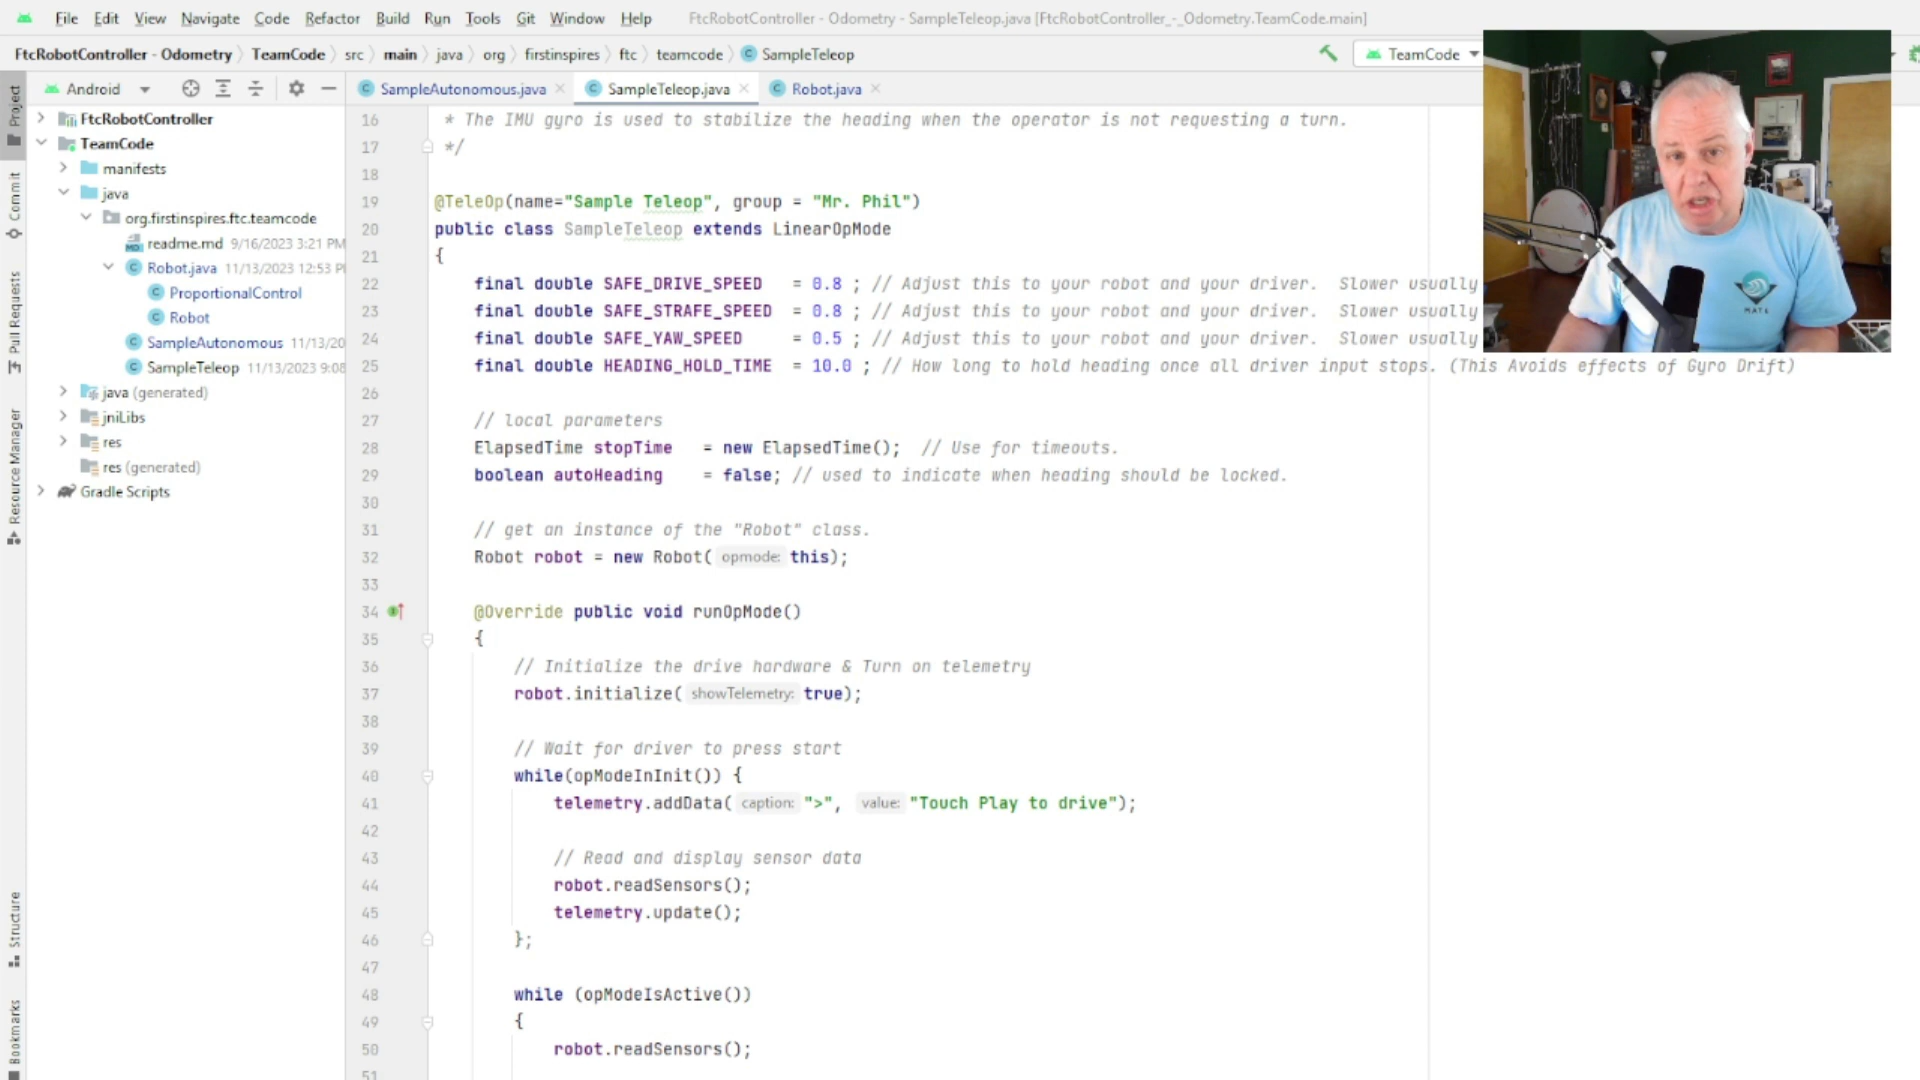 File Edit View Navigate Code Refactor Build Run Tools Git Window Help FtcRobotController - Odometry - SampleTeleop.java [FtcRobotController_-_Odometry.TeamCode.main]
FtcRobotController - Odometry TeamCode src main java org firstinspires ftc teamcode SampleTeleop TeamCode
Android
SampleAutonomous.java SampleTeleop.java Robot.java
Project
Commit
Pull Requests
Resource Manager
Structure
Bookmarks
FtcRobotController
TeamCode
manifests
java
org.firstinspires.ftc.teamcode
readme.md 9/16/2023 3:21 PM
Robot.java 11/13/2023 12:53 P
ProportionalControl
Robot
SampleAutonomous 11/13/20
SampleTeleop 11/13/2023 9:08
java (generated)
jniLibs
res
res (generated)
Gradle Scripts
16 * The IMU gyro is used to stabilize the heading when the operator is not requesting a turn.
17 */
18
19 @TeleOp(name="Sample Teleop", group = "Mr. Phil")
20 public class SampleTeleop extends LinearOpMode
21 {
22 final double SAFE_DRIVE_SPEED = 0.8 ; // Adjust this to your robot and your driver. Slower usually
23 final double SAFE_STRAFE_SPEED = 0.8 ; // Adjust this to your robot and your driver. Slower usually
24 final double SAFE_YAW_SPEED = 0.5 ; // Adjust this to your robot and your driver. Slower usually
25 final double HEADING_HOLD_TIME = 10.0 ; // How long to hold heading once all driver input stops. (This Avoids effects of Gyro Drift)
26
27 // local parameters
28 ElapsedTime stopTime = new ElapsedTime(); // Use for timeouts.
29 boolean autoHeading = false; // used to indicate when heading should be locked.
30
31 // get an instance of the "Robot" class.
32 Robot robot = new Robot( opmode: this);
33
34 @Override public void runOpMode()
35 {
36 // Initialize the drive hardware & Turn on telemetry
37 robot.initialize( showTelemetry: true);
38
39 // Wait for driver to press start
40 while(opModeInInit()) {
41 telemetry.addData( caption: ">", value: "Touch Play to drive");
42
43 // Read and display sensor data
44 robot.readSensors();
45 telemetry.update();
46 };
47
48 while (opModeIsActive())
49 {
50 robot.readSensors();
51
MATE